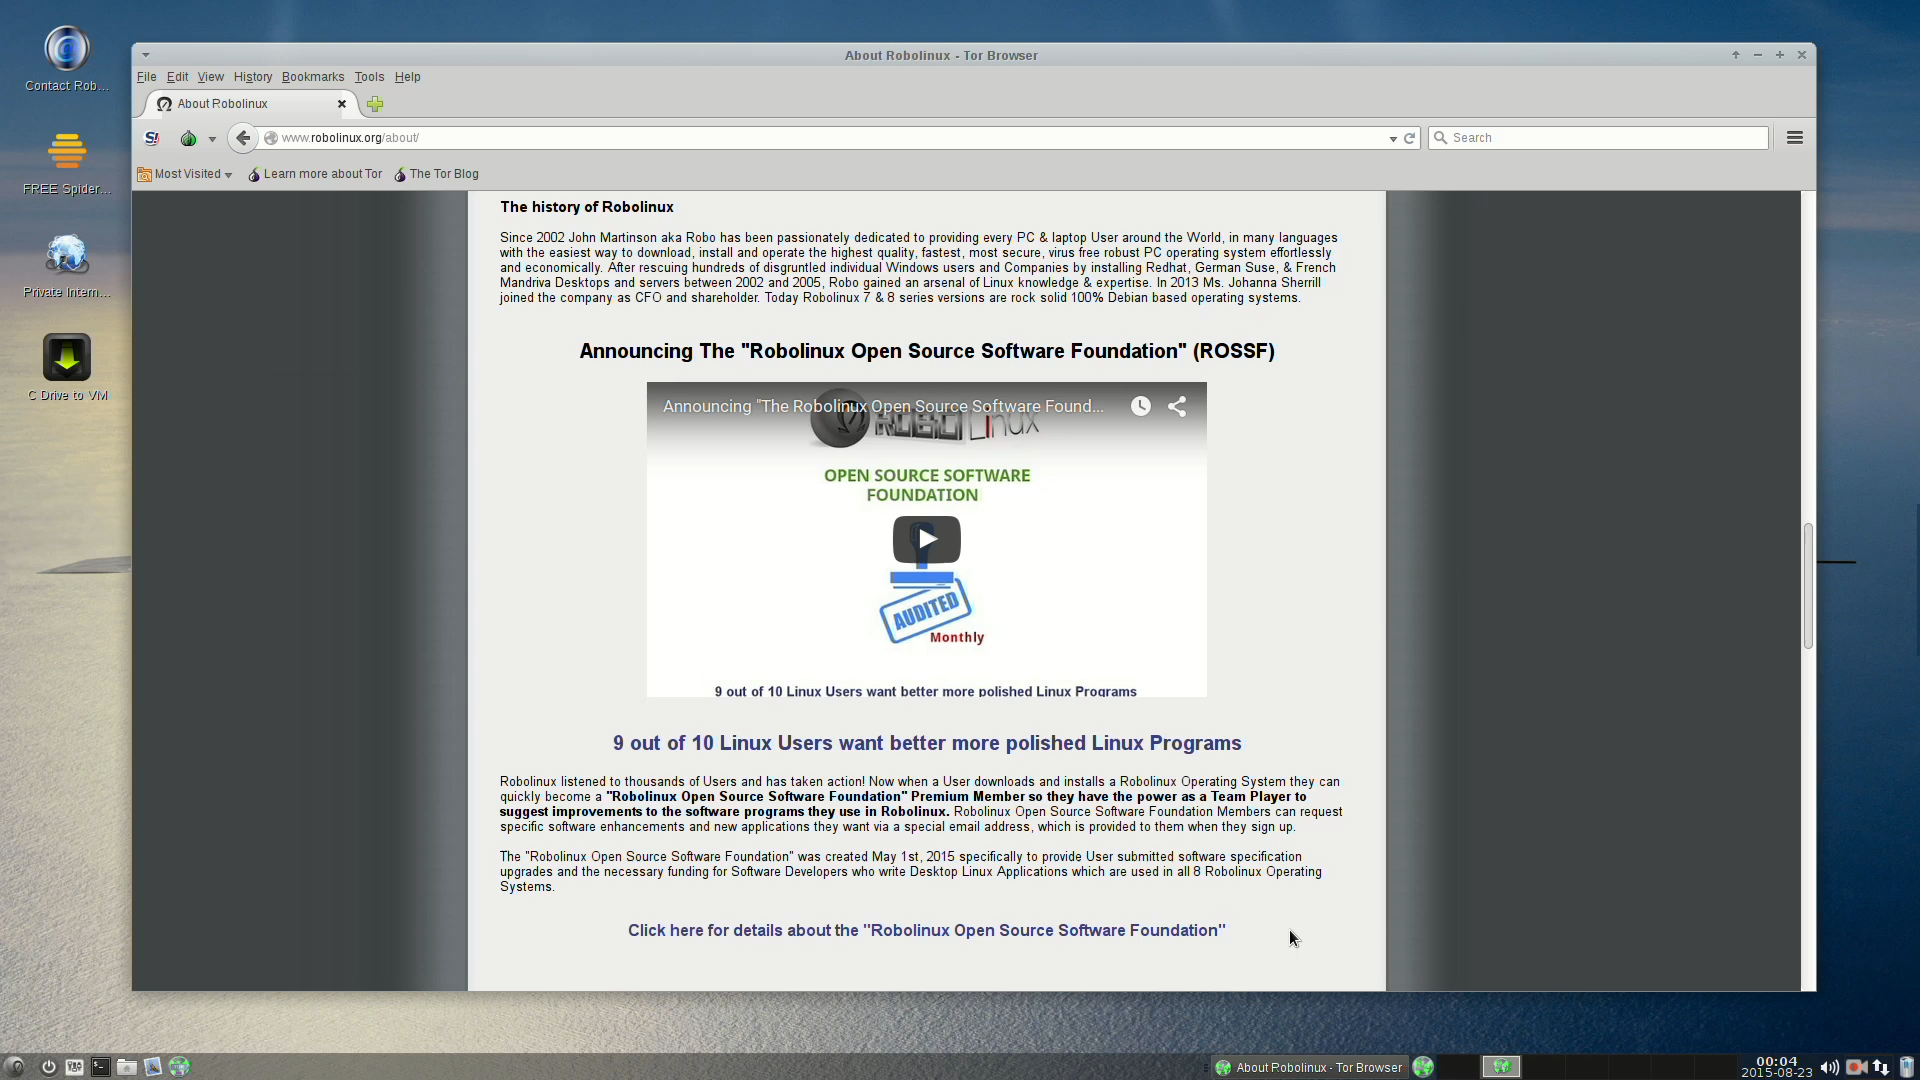 Contact Rob...
FREE Spider...
Private Intern...
C Drive to VM
About Robolinux - Tor Browser
File Edit View History Bookmarks Tools Help
About Robolinux
S!
www.robolinux.org/about/
Search
Most Visited
Learn more about Tor
The Tor Blog
The history of Robolinux
Since 2002 John Martinson aka Robo has been passionately dedicated to providing every PC & laptop User around the World, in many languages
with the easiest way to download, install and operate the highest quality, fastest, most secure, virus free robust PC operating system effortlessly
and economically. After rescuing hundreds of disgruntled individual Windows users and Companies by installing Redhat, German Suse, & French
Mandriva Desktops and servers between 2002 and 2005, Robo gained an arsenal of Linux knowledge & expertise. In 2013 Ms. Johanna Sherrill
joined the company as CFO and shareholder. Today Robolinux 7 & 8 series versions are rock solid 100% Debian based operating systems.
Announcing The "Robolinux Open Source Software Foundation" (ROSSF)
Announcing "The Robolinux Open Source Software Found...
ROBO Linux
OPEN SOURCE SOFTWARE
FOUNDATION
AUDITED
Monthly
9 out of 10 Linux Users want better more polished Linux Programs
9 out of 10 Linux Users want better more polished Linux Programs
Robolinux listened to thousands of Users and has taken action! Now when a User downloads and installs a Robolinux Operating System they can
quickly become a "Robolinux Open Source Software Foundation" Premium Member so they have the power as a Team Player to
suggest improvements to the software programs they use in Robolinux. Robolinux Open Source Software Foundation Members can request
specific software enhancements and new applications they want via a special email address, which is provided to them when they sign up.
The "Robolinux Open Source Software Foundation" was created May 1st, 2015 specifically to provide User submitted software specification
upgrades and the necessary funding for Software Developers who write Desktop Linux Applications which are used in all 8 Robolinux Operating
Systems.
Click here for details about the "Robolinux Open Source Software Foundation"
About Robolinux - Tor Browser
00:04
2015-08-23